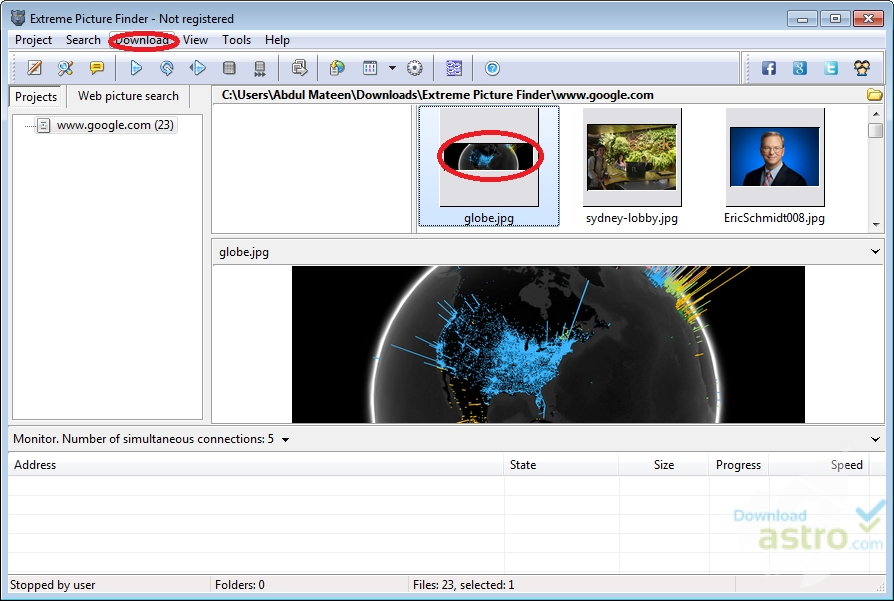 Extreme Picture Finder - Not registered
Project Search Download View Tools Help
Projects Web picture search
C:\Users\Abdul Mateen\Downloads\Extreme Picture Finder\www.google.com
www.google.com (23)
globe.jpg sydney-lobby.jpg EricSchmidt008.jpg
globe.jpg
Monitor. Number of simultaneous connections: 5
Address State Size Progress Speed
Download
astro.com
Stopped by user Folders: 0 Files: 23, selected: 1